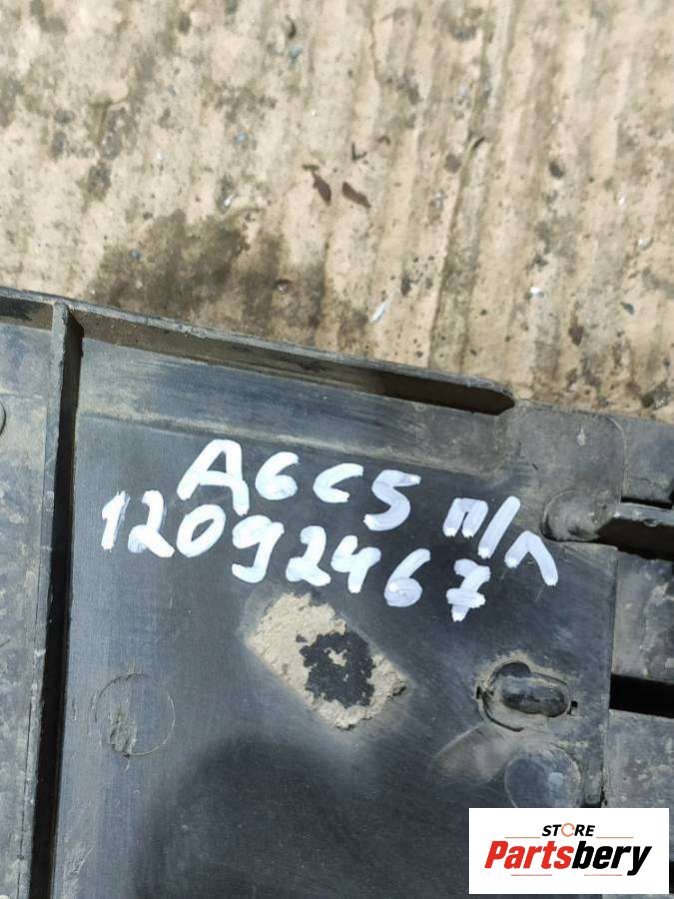 A6C5 п/л
12092467
STORE
Partsbery